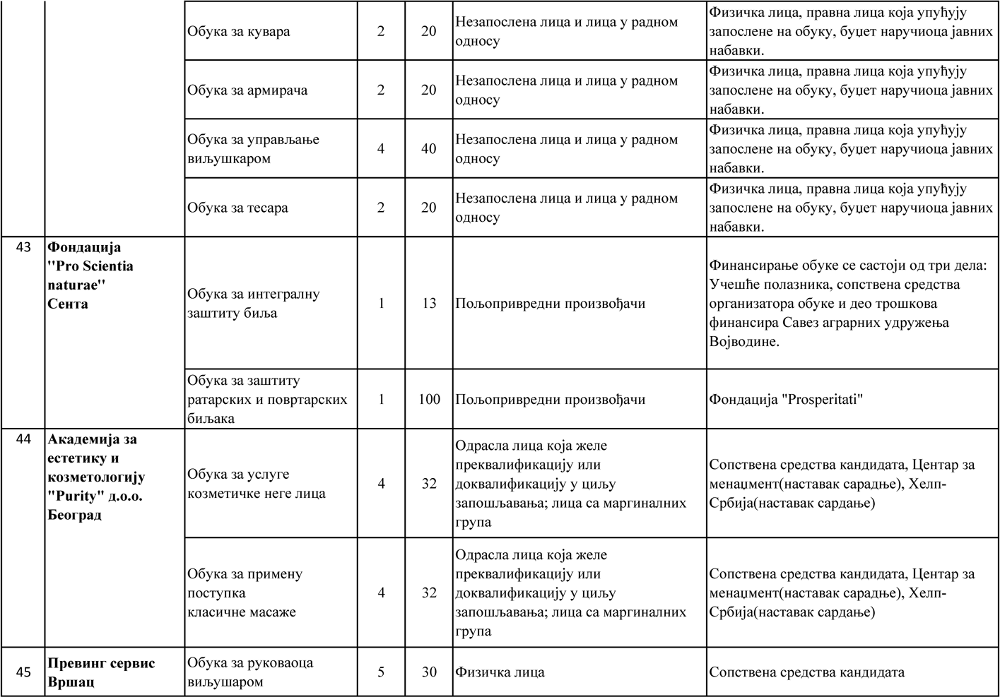 Обука за кувара
2
20
Незапослена лица и лица у радном
односу
Физичка лица, правна лица која упућују
запослене на обуку, буџет наручиоца јавних
набавки.
Обука за армирача
2
20
Незапослена лица и лица у радном
односу
Физичка лица, правна лица која упућују
запослене на обуку, буџет наручиоца јавних
набавки.
Обука за управљање
виљушкаром
4
40
Незапослена лица и лица у радном
односу
Физичка лица, правна лица која упућују
запослене на обуку, буџет наручиоца јавних
набавки.
Обука за тесара
2
20
Незапослена лица и лица у радном
односу
Физичка лица, правна лица која упућују
запослене на обуку, буџет наручиоца јавних
набавки.
43
Фондација
''Pro Scientia
naturae''
Сента
Обука за интегралну
заштиту биља
1
13
Пољопривредни произвођачи
Финансирање обуке се састоји од три дела:
Учешће полазника, сопствена средства
организатора обуке и део трошкова
финансира Савез аграрних удружења
Војводине.
Обука за заштиту
ратарских и повртарских
биљака
1
100
Пољопривредни произвођачи
Фондација "Prosperitati"
44
Академија за
естетику и
козметологију
"Purity" д.о.о.
Београд
Обука за услуге
козметичке неге лица
4
32
Одрасла лица која желе
преквалификацију или
доквалификацију у циљу
запошљавања; лица са маргиналних
група
Сопствена средства кандидата, Центар за
менаџмент(наставак сарадње), Хелп-
Србија(наставак сардање)
Обука за примену
поступка
класичне масаже
4
32
Одрасла лица која желе
преквалификацију или
доквалификацију у циљу
запошљавања; лица са маргиналних
група
Сопствена средства кандидата, Центар за
менаџмент(наставак сарадње), Хелп-
Србија(наставак сардање)
45
Превинг сервис
Вршац
Обука за руковаоца
виљушаром
5
30
Физичка лица
Сопствена средства кандидата